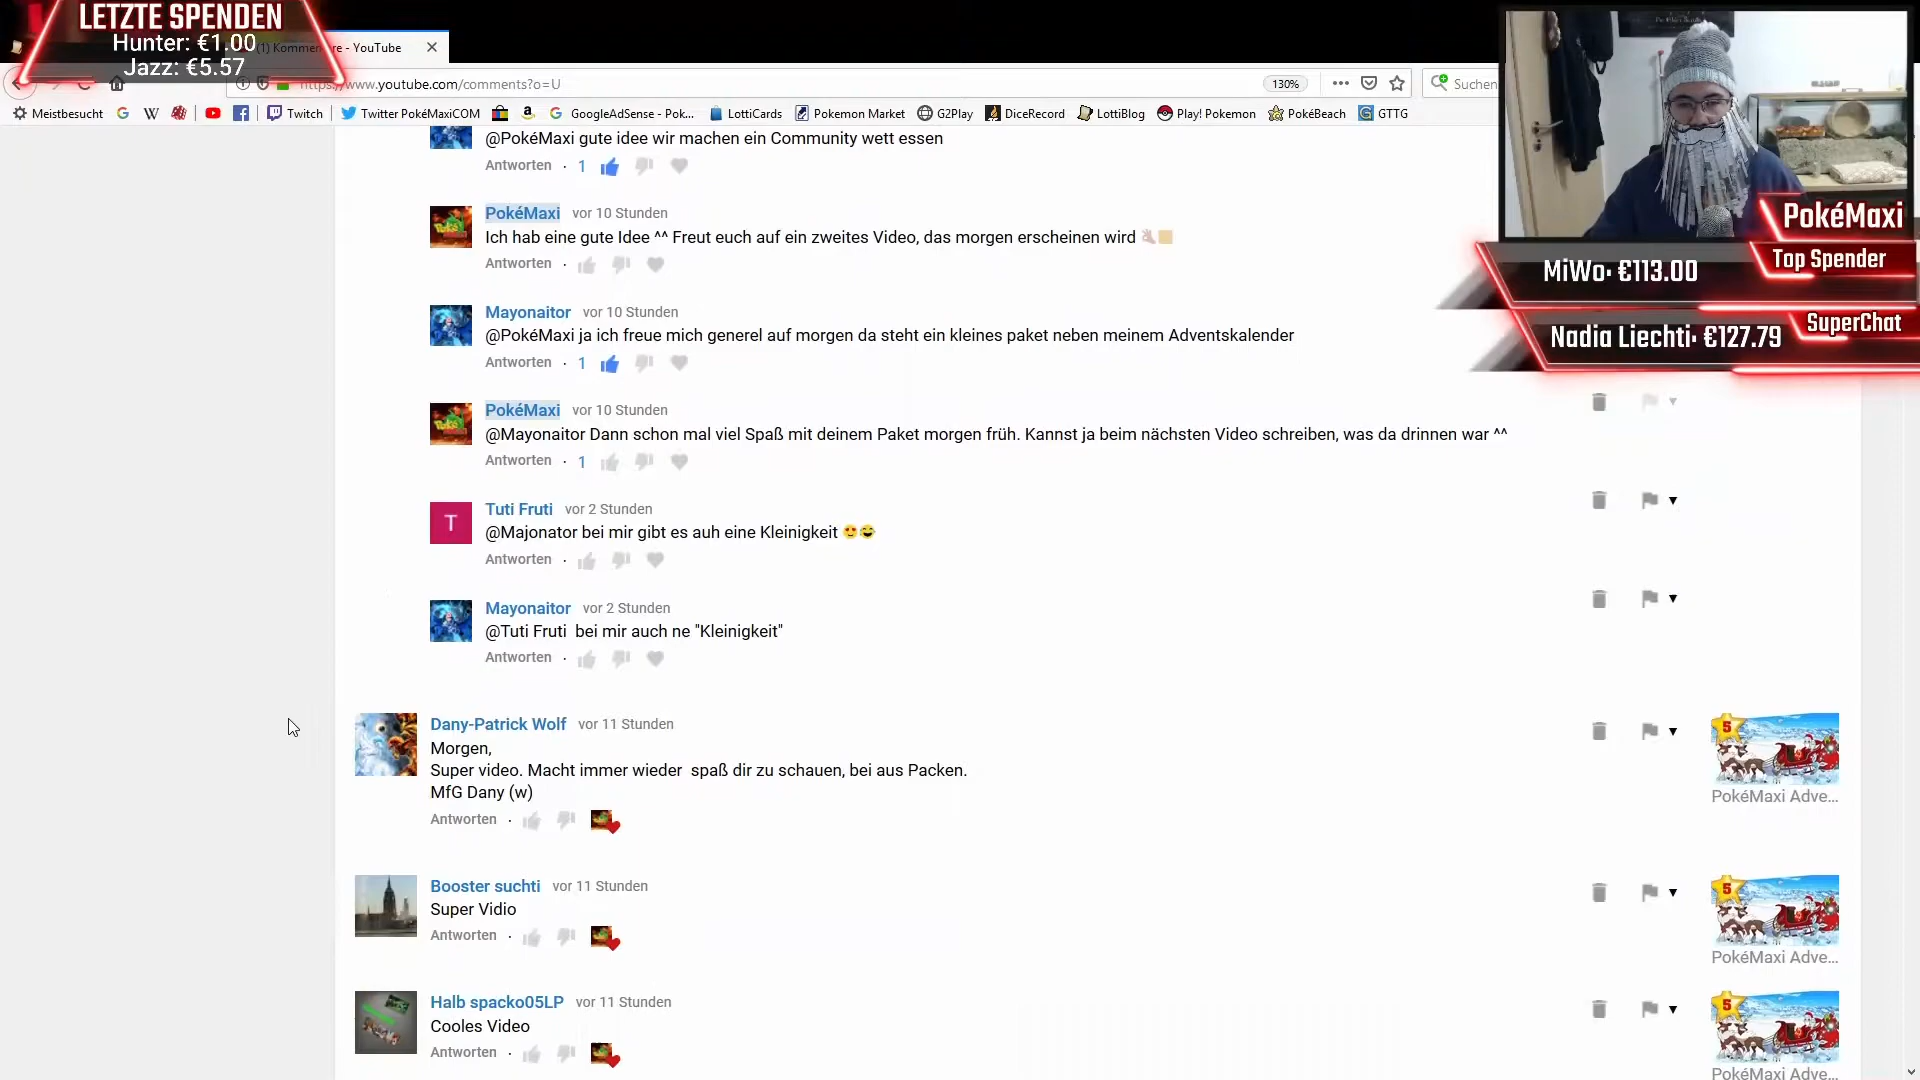 LETZTE SPENDEN
Hunter: €1.00
Jazz: €5.57
(1) Kommentare - YouTube
https://www.youtube.com/comments?o=U
130%
Suchen
Meistbesucht
Twitch
Twitter PokéMaxiCOM
GoogleAdSense - Pok...
LottiCards
Pokemon Market
G2Play
DiceRecord
LottiBlog
Play! Pokemon
PokéBeach
GTTG
@PokéMaxi gute idee wir machen ein Community wett essen
Antworten · 1
PokéMaxi vor 10 Stunden
Ich hab eine gute Idee ^^ Freut euch auf ein zweites Video, das morgen erscheinen wird 👌🏻
Antworten ·
Mayonaitor vor 10 Stunden
@PokéMaxi ja ich freue mich generel auf morgen da steht ein kleines paket neben meinem Adventskalender
Antworten · 1
PokéMaxi vor 10 Stunden
@Mayonaitor Dann schon mal viel Spaß mit deinem Paket morgen früh. Kannst ja beim nächsten Video schreiben, was da drinnen war ^^
Antworten · 1
T
Tuti Fruti vor 2 Stunden
@Majonator bei mir gibt es auh eine Kleinigkeit 😍😂
Antworten ·
Mayonaitor vor 2 Stunden
@Tuti Fruti bei mir auch ne "Kleinigkeit"
Antworten ·
Dany-Patrick Wolf vor 11 Stunden
Morgen,
Super video. Macht immer wieder spaß dir zu schauen, bei aus Packen.
MfG Dany (w)
Antworten ·
5
PokéMaxi Adve...
Booster suchti vor 11 Stunden
Super Vidio
Antworten ·
5
PokéMaxi Adve...
Halb spacko05LP vor 11 Stunden
Cooles Video
Antworten ·
5
PokéMaxi Adve...
PokéMaxi
Top Spender
MiWo: €113.00
SuperChat
Nadia Liechti: €127.79